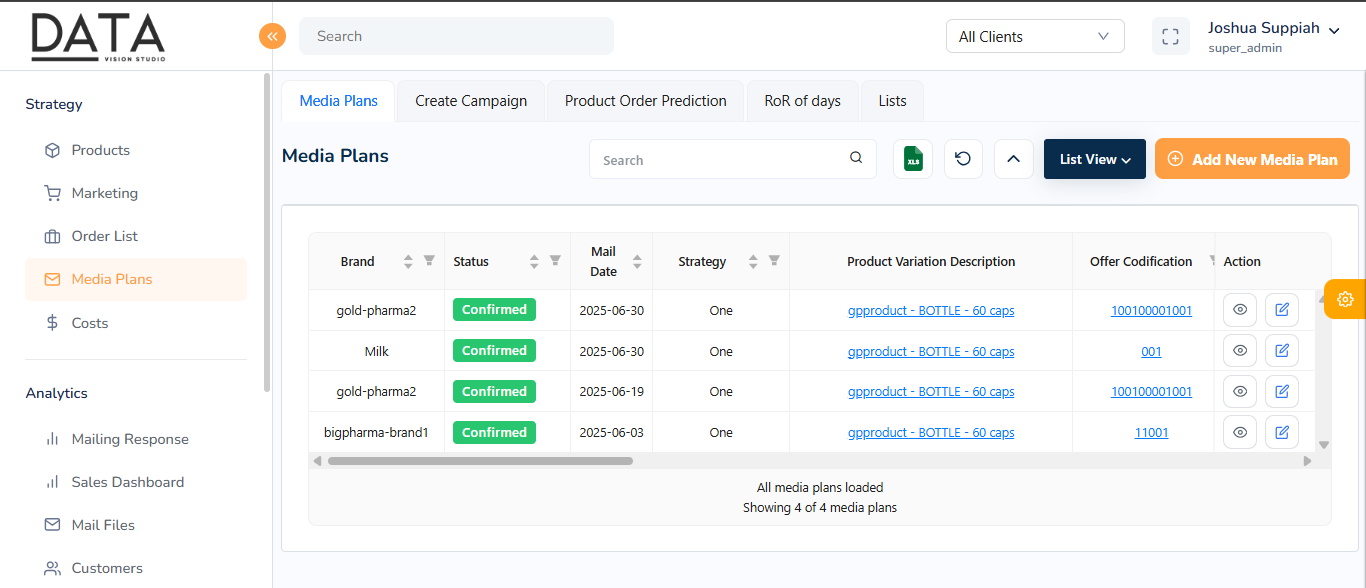 DATA
VISION STUDIO
Search
All Clients
Joshua Suppiah
super_admin
Strategy
Products
Marketing
Order List
Media Plans
Costs
Analytics
Mailing Response
Sales Dashboard
Mail Files
Customers
Media Plans Create Campaign Product Order Prediction RoR of days Lists
Media Plans
Search
XLS
List View
Add New Media Plan
Brand Status Mail Date Strategy Product Variation Description Offer Codification Action
gold-pharma2 Confirmed 2025-06-30 One gpproduct - BOTTLE - 60 caps 100100001001
Milk Confirmed 2025-06-30 One gpproduct - BOTTLE - 60 caps 001
gold-pharma2 Confirmed 2025-06-19 One gpproduct - BOTTLE - 60 caps 100100001001
bigpharma-brand1 Confirmed 2025-06-03 One gpproduct - BOTTLE - 60 caps 11001
All media plans loaded
Showing 4 of 4 media plans